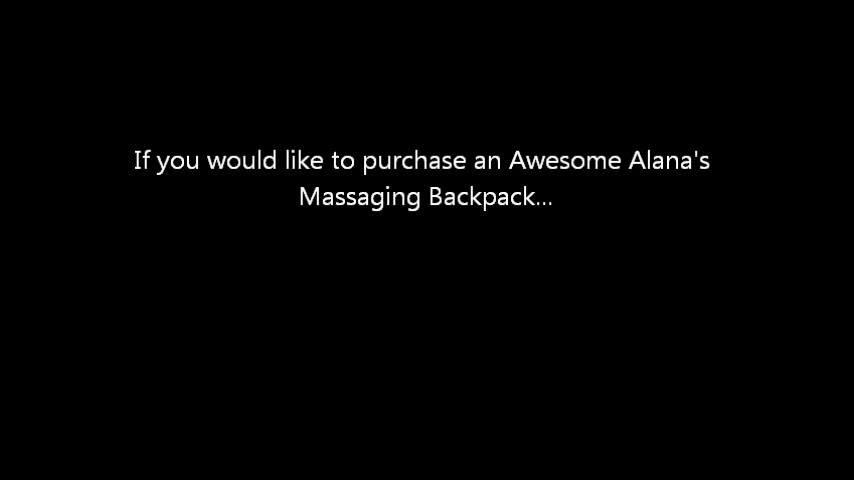 If you would like to purchase an Awesome Alana's
Massaging Backpack...